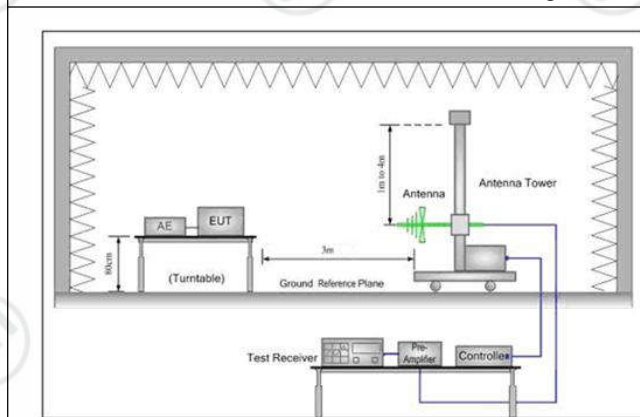 1m to 4m
Antenna
Antenna Tower
AE
EUT
80cm
(Turntable)
3m
Ground Reference Plane
Test Receiver
Pre-
Amplifier
Controller